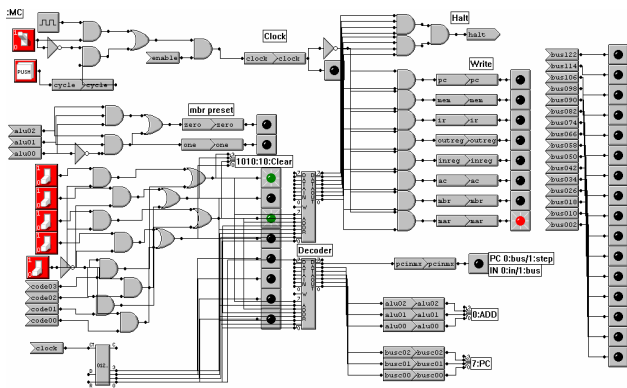 :MC
Clock
Halt
halt
PUSH
enable
clock clock
cycle cycle
Write
pc pc
mem mem
ir ir
outreg outreg
inreg inreg
ac ac
mbr mbr
mar mar
mbr preset
alu02
alu01
alu00
zero zero
one one
1010:10:Clear
Decoder
pcinmx pcinmx
PC 0:bus/1:step
IN 0:in/1:bus
alu02 alu02
alu01 alu01
alu00 alu00
0:ADD
busc02 busc02
busc01 busc01
busc00 busc00
7:PC
code03
code02
code01
code00
clock
bus122
bus114
bus106
bus098
bus090
bus082
bus074
bus066
bus058
bus050
bus042
bus034
bus026
bus018
bus010
bus002